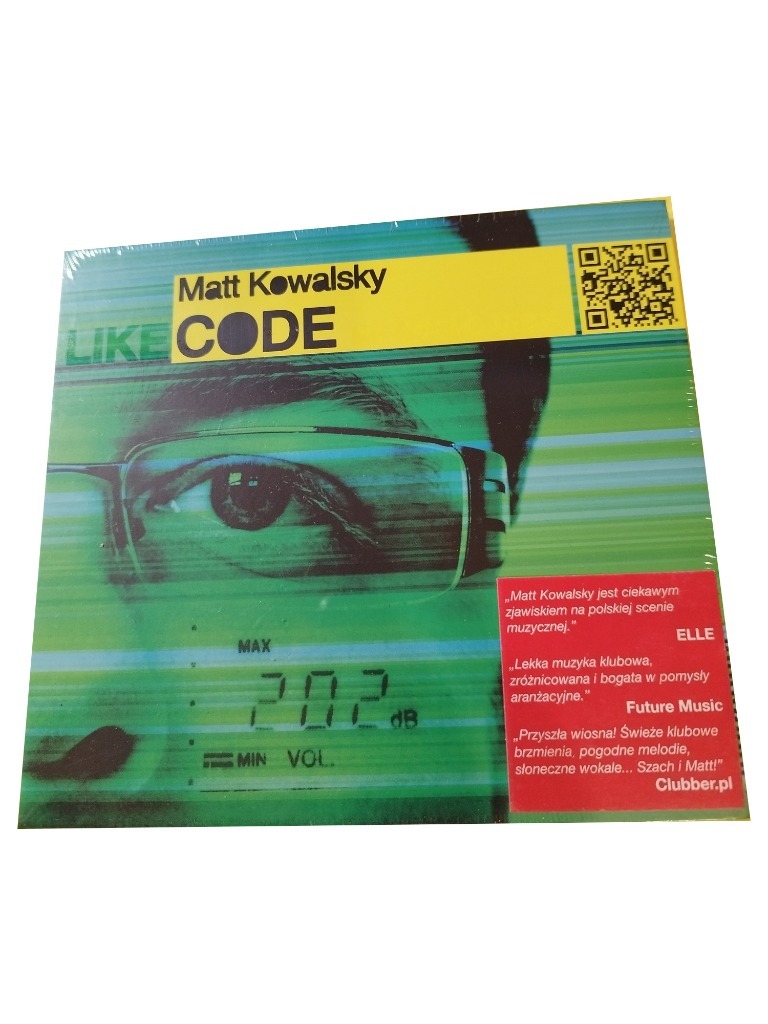 Matt Kowalsky
LIKE CODE
MAX
202 dB
MIN VOL.
„Matt Kowalsky jest ciekawym
zjawiskiem na polskiej scenie
muzycznej.”
ELLE
„Lekka muzyka klubowa,
zróżnicowana i bogata w pomysły
aranżacyjne.”
Future Music
„Przyszła wiosna! Świeże klubowe
brzmienia, pogodne melodie,
słoneczne wokale... Szach i Matt!”
Clubber.pl